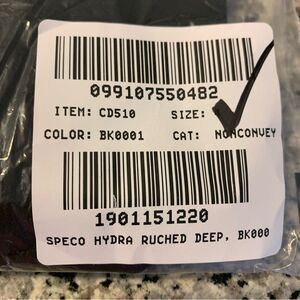 099107550482
ITEM: CD510 SIZE:
COLOR: BK0001 CAT: NONCONVEY
1901151220
SPECO HYDRA RUCHED DEEP, BK000